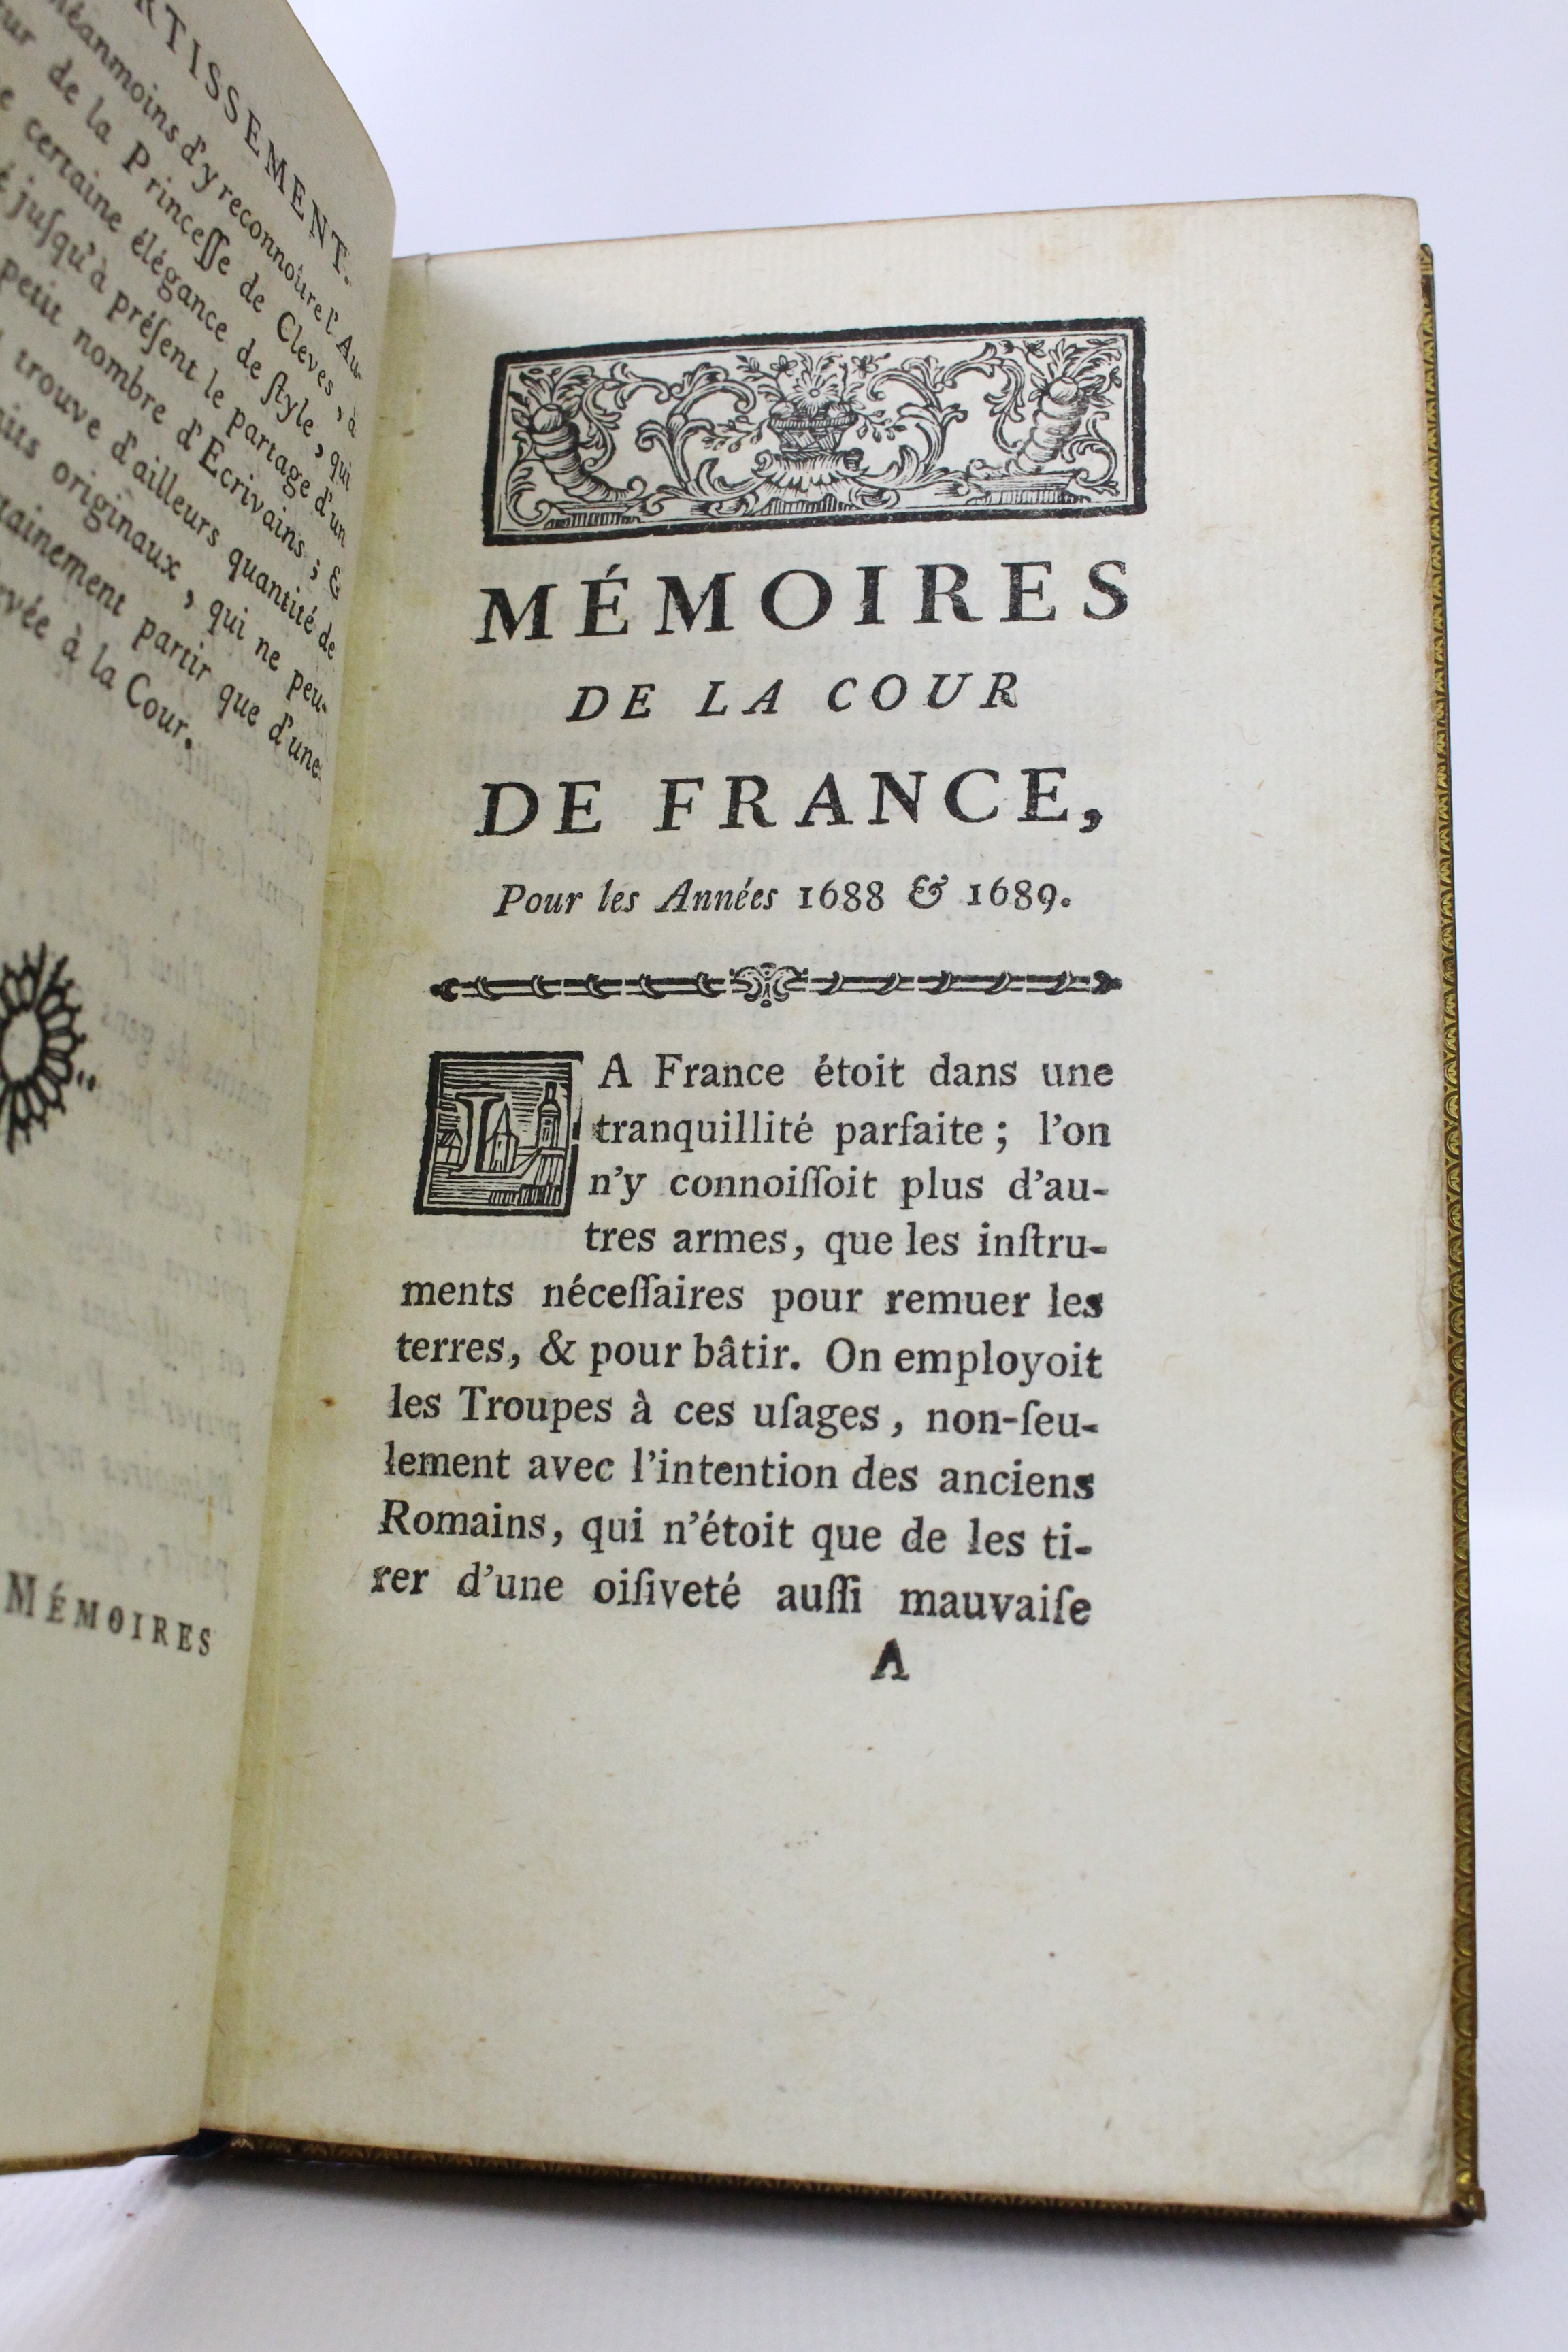 RTISSEMENT.
néanmoins d'y reconnoître l'Au-
de la Princeſſe de Cleves, à
certaine élégance de ſtyle, qui
juſqu'à préſent le partage d'un
petit nombre d'Ecrivains; &
trouve d'ailleurs quantité de
originaux, qui ne peu-
partir que d'une
à la Cour.
MÉMOIRES
MÉMOIRES
DE LA COUR
DE FRANCE,
Pour les Années 1688 & 1689.
LA France étoit dans une
tranquillité parfaite; l'on
n'y connoiſſoit plus d'au-
tres armes, que les inſtru-
ments néceſſaires pour remuer les
terres, & pour bâtir. On employoit
les Troupes à ces uſages, non-ſeu-
lement avec l'intention des anciens
Romains, qui n'étoit que de les ti-
rer d'une oiſiveté auſſi mauvaiſe
A